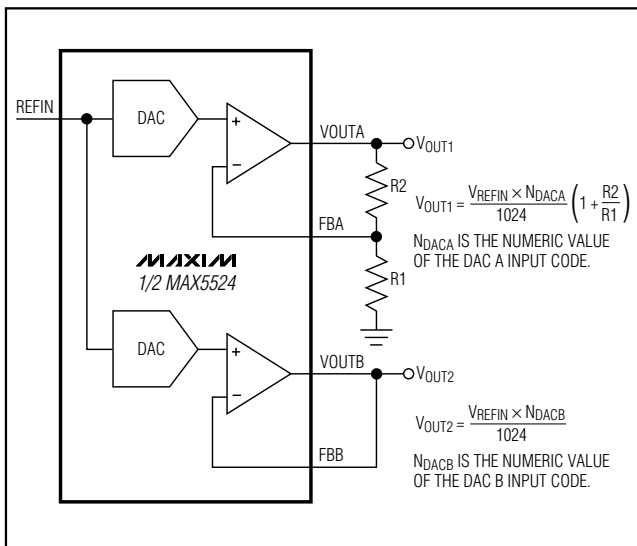 REFIN
DAC
+
−
VOUTA
VOUT1
R2
VOUT1 = VREFIN × NDACA / 1024 (1 + R2 / R1)
FBA
NDACA IS THE NUMERIC VALUE
OF THE DAC A INPUT CODE.
MAXIM
1/2 MAX5524
R1
DAC
+
−
VOUTB
VOUT2
VOUT2 = VREFIN × NDACB / 1024
FBB
NDACB IS THE NUMERIC VALUE
OF THE DAC B INPUT CODE.